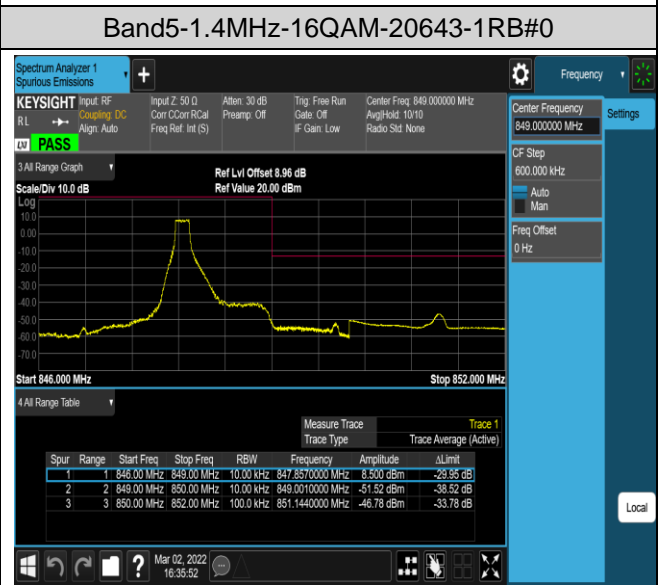 Band5-1.4MHz-16QAM-20643-1RB#0
Spectrum Analyzer 1
Spurious Emissions
+
Frequency
KEYSIGHT Input: RF Input Z: 50 Ω Atten: 30 dB Trig: Free Run Center Freq: 849.000000 MHz
RL Coupling: DC Corr CCorr RCal Preamp: Off Gate: Off Avg|Hold: 10/10
Align: Auto Freq Ref: Int (S) IF Gain: Low Radio Std: None
LXI PASS
Center Frequency
849.000000 MHz
Settings
CF Step
600.000 kHz
Auto
Man
Freq Offset
0 Hz
3 All Range Graph
Ref Lvl Offset 8.96 dB
Scale/Div 10.0 dB Ref Value 20.00 dBm
Log
10.0
0.00
-10.0
-20.0
-30.0
-40.0
-50.0
-60.0
-70.0
Start 846.000 MHz Stop 852.000 MHz
4 All Range Table
Measure Trace Trace 1
Trace Type Trace Average (Active)
Spur Range Start Freq Stop Freq RBW Frequency Amplitude ΔLimit
1 1 846.00 MHz 849.00 MHz 10.00 kHz 847.8570000 MHz 8.500 dBm -29.95 dB
2 2 849.00 MHz 850.00 MHz 10.00 kHz 849.0010000 MHz -51.52 dBm -38.52 dB
3 3 850.00 MHz 852.00 MHz 100.0 kHz 851.1440000 MHz -46.78 dBm -33.78 dB
Local
? Mar 02, 2022
16:35:52